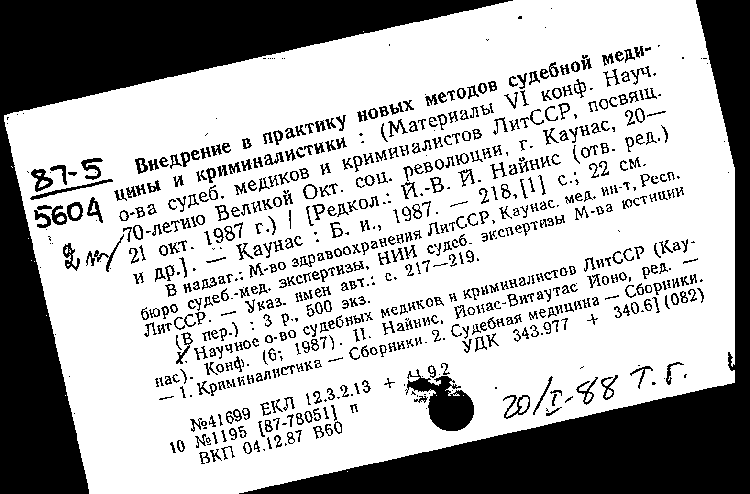 87-5
5604
2 m/
Внедрение в практику новых методов судебной меди-
цины и криминалистики : (Материалы VI конф. Науч.
о-ва судеб. медиков и криминалистов ЛитССР, посвящ.
70-летию Великой Окт. соц. революции, г. Каунас, 20—
21 окт. 1987 г.) / [Редкол.: Й.-В. Й. Найнис (отв. ред.)
и др.]. — Каунас : Б. и., 1987. — 218,[1] с.; 22 см.
В надзаг.: М-во здравоохранения ЛитССР, Каунас. мед. ин-т, Респ.
бюро судеб.-мед. экспертизы, НИИ судеб. экспертизы М-ва юстиции
ЛитССР. — Указ. имен авт.: с. 217—219.
(В пер.) : 3 р., 500 экз.
I. Научное о-во судебных медиков и криминалистов ЛитССР (Кау-
нас). Конф. (6; 1987). II. Найнис, Йонас-Витаутас Йоно, ред. —
— 1. Криминалистика — Сборники. 2. Судебная медицина — Сборники.
УДК 343.977 + 340.6](082)
№41699 ЕКЛ 12.3.2.13 + 11.9.2
10 №1195 [87-78051] п
ВКП 04.12.87 В60
20/I-88 Т.Г.